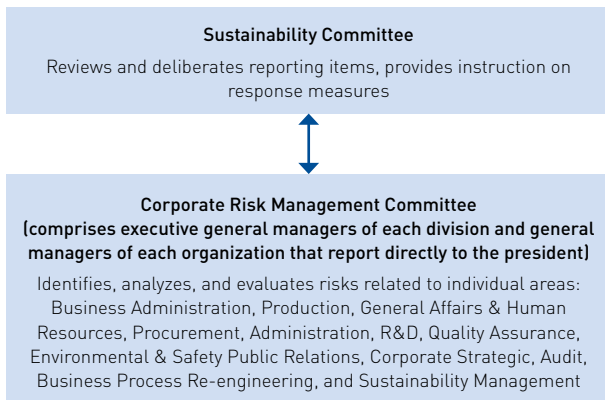 Sustainability Committee
Reviews and deliberates reporting items, provides instruction on
response measures
Corporate Risk Management Committee
(comprises executive general managers of each division and general
managers of each organization that report directly to the president)
Identifies, analyzes, and evaluates risks related to individual areas:
Business Administration, Production, General Affairs & Human
Resources, Procurement, Administration, R&D, Quality Assurance,
Environmental & Safety Public Relations, Corporate Strategic, Audit,
Business Process Re-engineering, and Sustainability Management